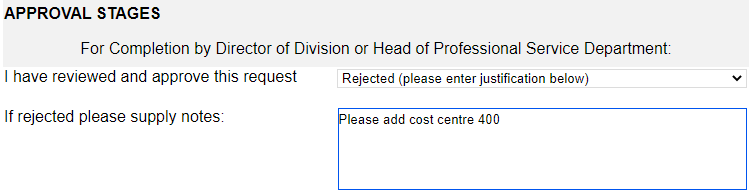 APPROVAL STAGES
For Completion by Director of Division or Head of Professional Service Department:
I have reviewed and approve this request
Rejected (please enter justification below)
If rejected please supply notes:
Please add cost centre 400